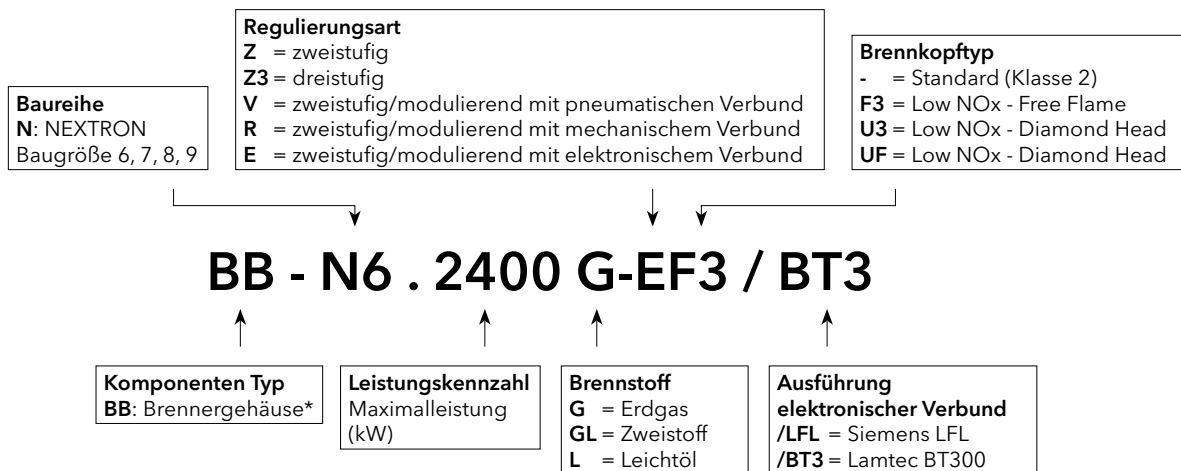 Regulierungsart
Z = zweistufig
Z3 = dreistufig
V = zweistufig/modulierend mit pneumatischen Verbund
R = zweistufig/modulierend mit mechanischem Verbund
E = zweistufig/modulierend mit elektronischem Verbund
Brennkopftyp
- = Standard (Klasse 2)
F3 = Low NOx - Free Flame
U3 = Low NOx - Diamond Head
UF = Low NOx - Diamond Head
Baureihe
N: NEXTRON
Baugröße 6, 7, 8, 9
BB - N6 . 2400 G-EF3 / BT3
Komponenten Typ
BB: Brennergehäuse*
Leistungskennzahl
Maximalleistung
(kW)
Brennstoff
G = Erdgas
GL = Zweistoff
L = Leichtöl
Ausführung
elektronischer Verbund
/LFL = Siemens LFL
/BT3 = Lamtec BT300